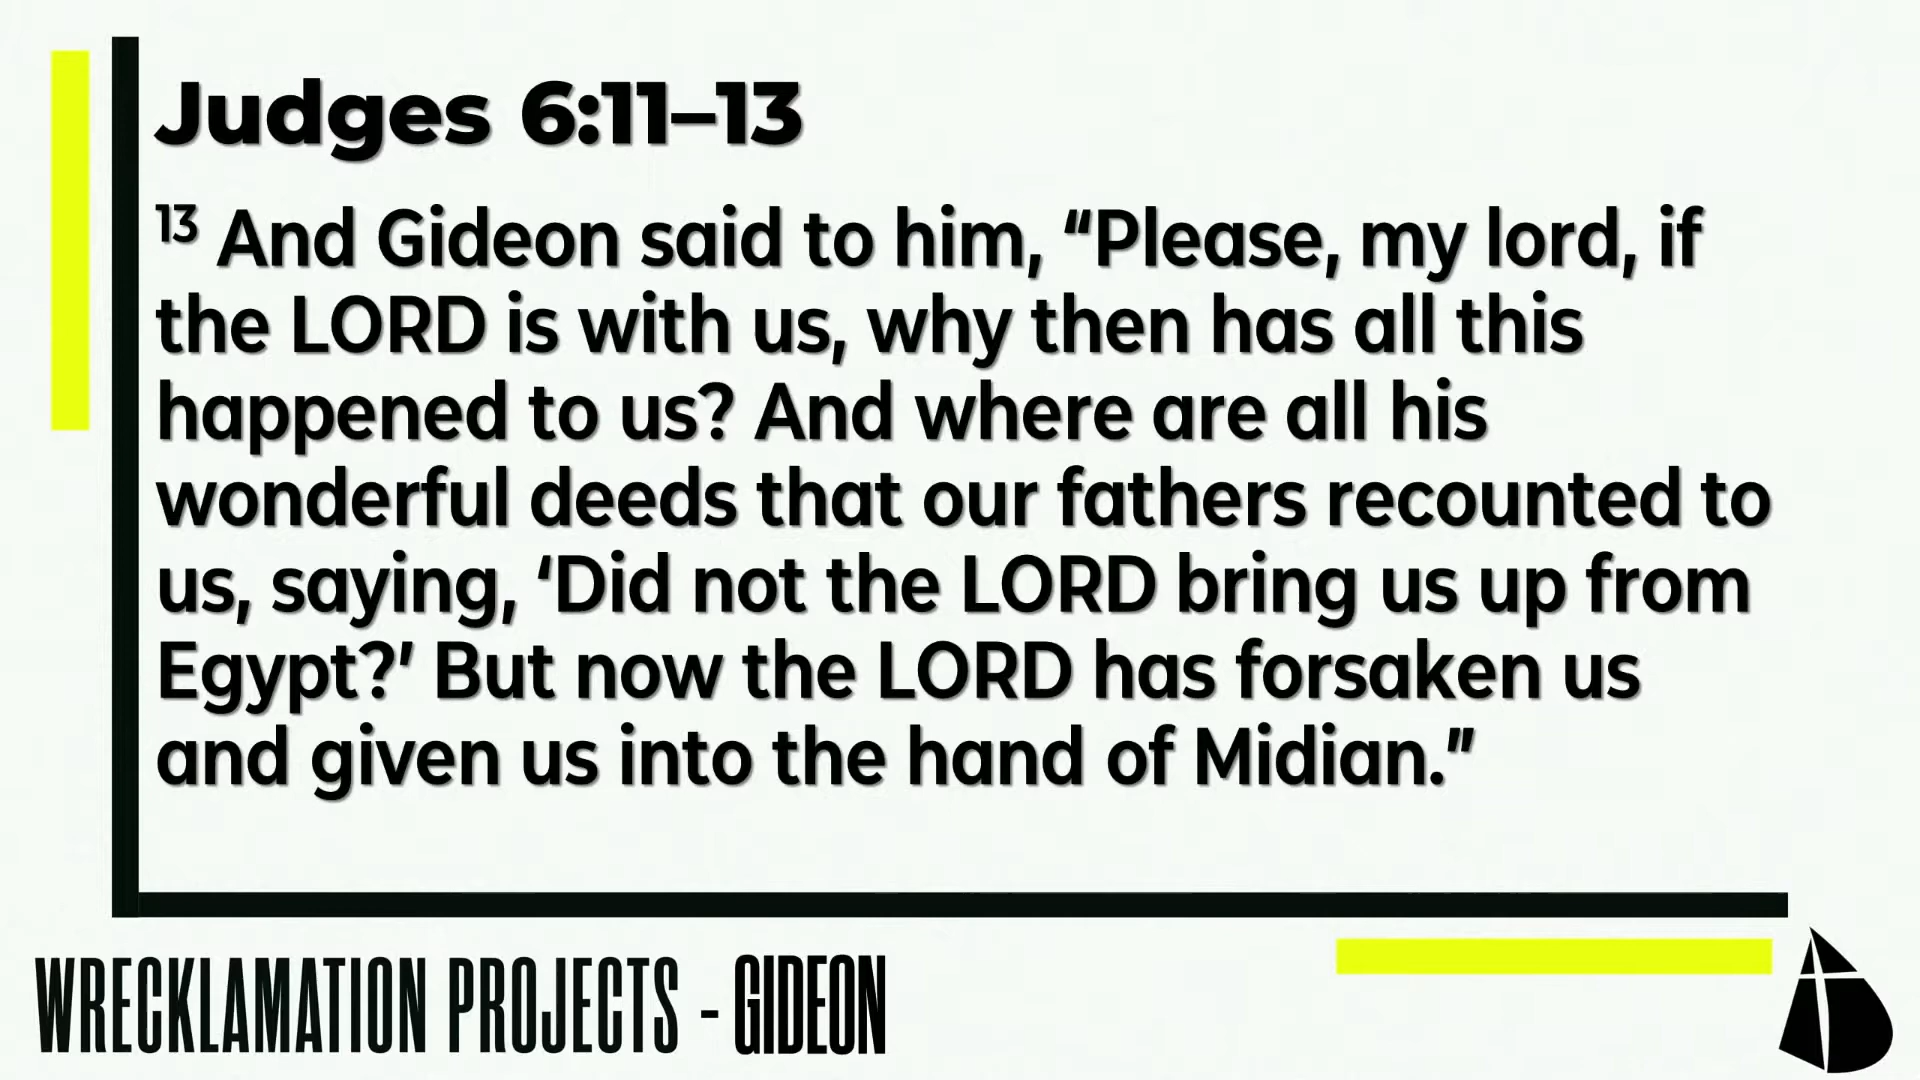 Judges 6:11–13
13 And Gideon said to him, “Please, my lord, if
the LORD is with us, why then has all this
happened to us? And where are all his
wonderful deeds that our fathers recounted to
us, saying, ‘Did not the LORD bring us up from
Egypt?’ But now the LORD has forsaken us
and given us into the hand of Midian.”
WRECKLAMATION PROJECTS - GIDEON